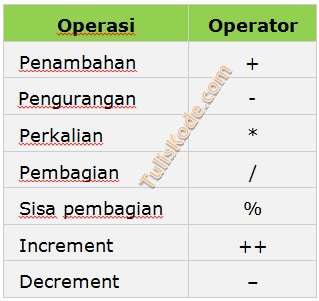 Operasi Operator
Penambahan +
Pengurangan -
Perkalian *
Pembagian /
Sisa pembagian %
Increment ++
Decrement –
TulisKode.com